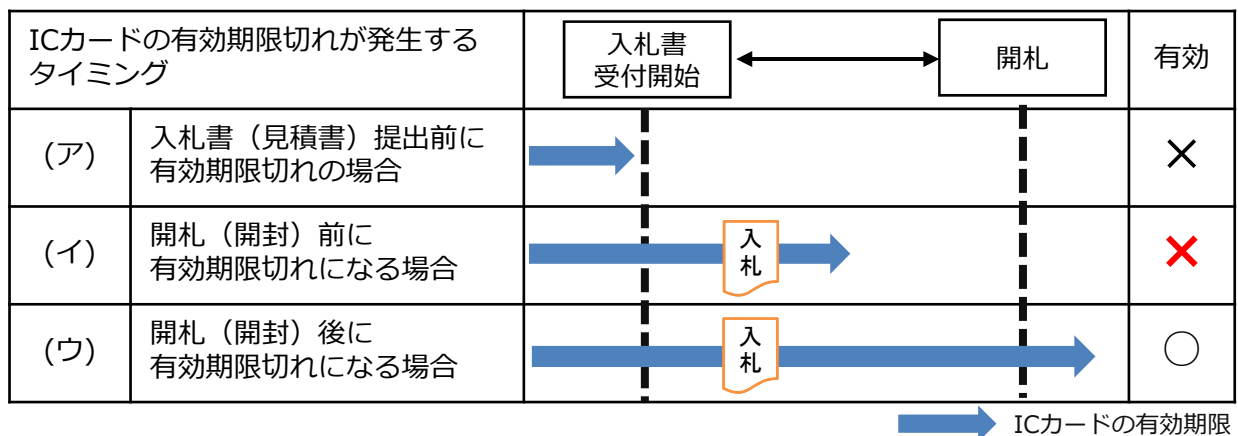 ICカードの有効期限切れが発生する
タイミング
入札書
受付開始
開札
有効
(ア)
入札書（見積書）提出前に
有効期限切れの場合
×
(イ)
開札（開封）前に
有効期限切れになる場合
入
札
×
(ウ)
開札（開封）後に
有効期限切れになる場合
入
札
○
ICカードの有効期限